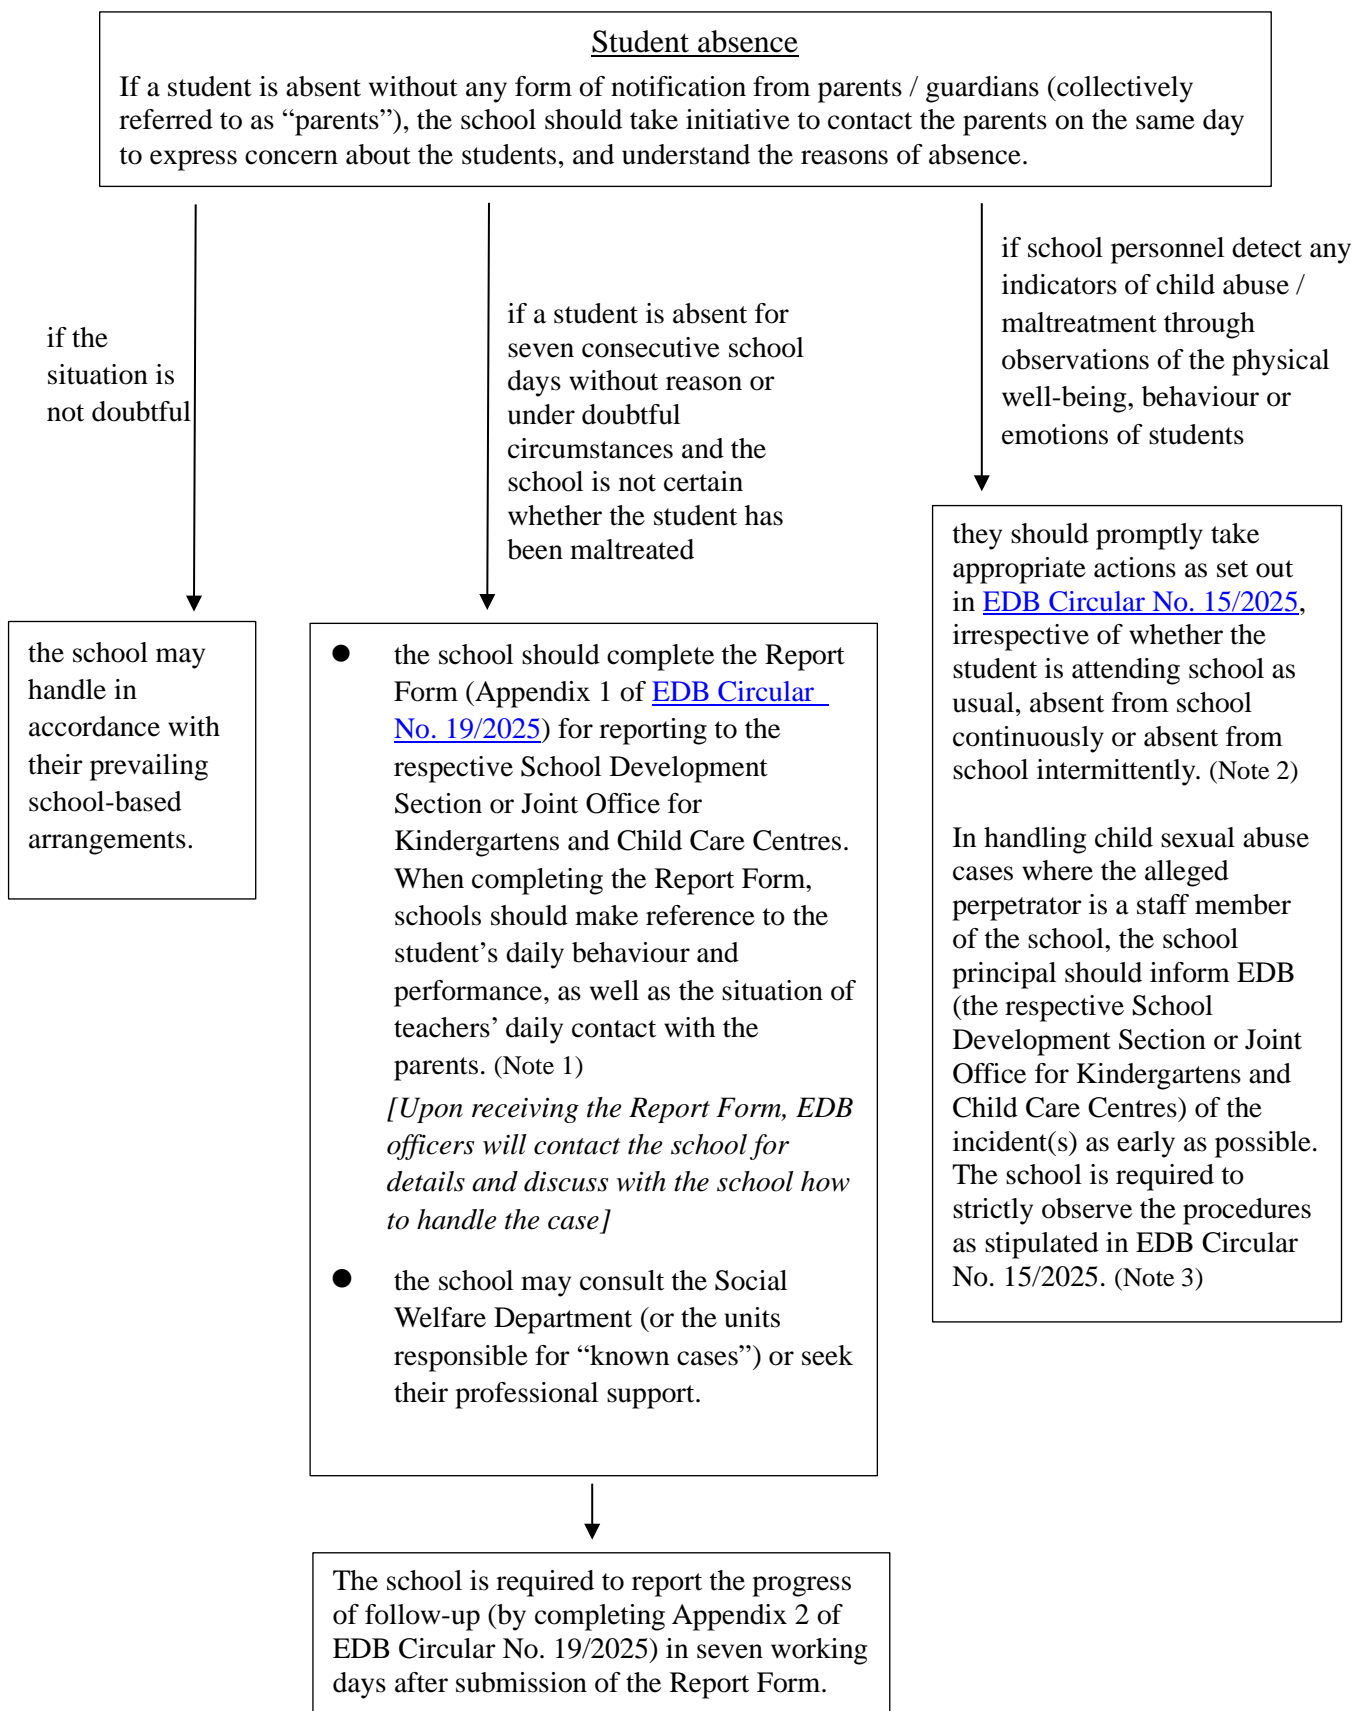 Student absence
If a student is absent without any form of notification from parents / guardians (collectively
referred to as “parents”), the school should take initiative to contact the parents on the same day
to express concern about the students, and understand the reasons of absence.
if the
situation is
not doubtful
if a student is absent for
seven consecutive school
days without reason or
under doubtful
circumstances and the
school is not certain
whether the student has
been maltreated
if school personnel detect any
indicators of child abuse /
maltreatment through
observations of the physical
well-being, behaviour or
emotions of students
the school may
handle in
accordance with
their prevailing
school-based
arrangements.
● the school should complete the Report
Form (Appendix 1 of EDB Circular
No. 19/2025) for reporting to the
respective School Development
Section or Joint Office for
Kindergartens and Child Care Centres.
When completing the Report Form,
schools should make reference to the
student’s daily behaviour and
performance, as well as the situation of
teachers’ daily contact with the
parents. (Note 1)
[Upon receiving the Report Form, EDB
officers will contact the school for
details and discuss with the school how
to handle the case]
● the school may consult the Social
Welfare Department (or the units
responsible for “known cases”) or seek
their professional support.
they should promptly take
appropriate actions as set out
in EDB Circular No. 15/2025,
irrespective of whether the
student is attending school as
usual, absent from school
continuously or absent from
school intermittently. (Note 2)
In handling child sexual abuse
cases where the alleged
perpetrator is a staff member
of the school, the school
principal should inform EDB
(the respective School
Development Section or Joint
Office for Kindergartens and
Child Care Centres) of the
incident(s) as early as possible.
The school is required to
strictly observe the procedures
as stipulated in EDB Circular
No. 15/2025. (Note 3)
The school is required to report the progress
of follow-up (by completing Appendix 2 of
EDB Circular No. 19/2025) in seven working
days after submission of the Report Form.